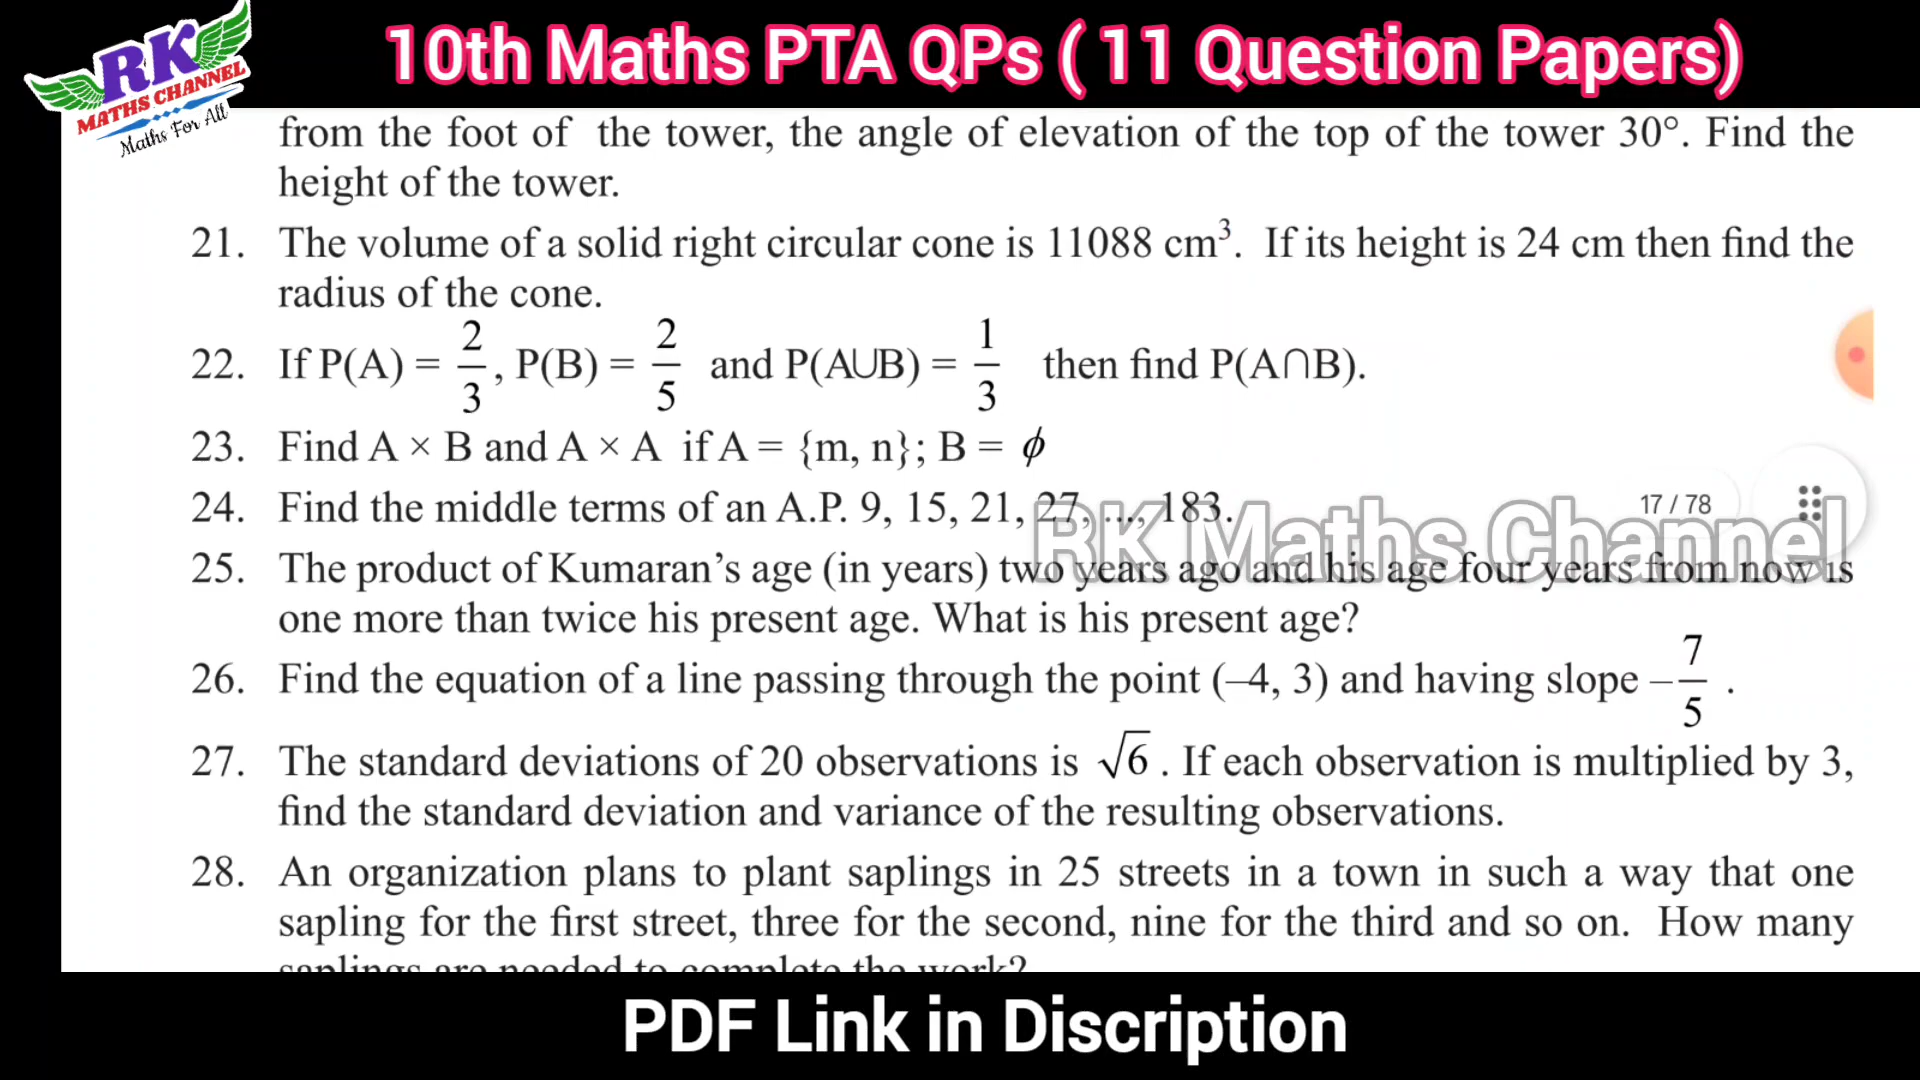 RK
MATHS CHANNEL
Maths For All
10th Maths PTA QPs ( 11 Question Papers)
from the foot of the tower, the angle of elevation of the top of the tower 30°. Find the
height of the tower.
21. The volume of a solid right circular cone is 11088 cm³. If its height is 24 cm then find the
radius of the cone.
22. If P(A) = 2/3, P(B) = 2/5 and P(A∪B) = 1/3 then find P(A∩B).
23. Find A × B and A × A if A = {m, n}; B = ϕ
24. Find the middle terms of an A.P. 9, 15, 21, 27, ..., 183.
17 / 78
RK Maths Channel
25. The product of Kumaran’s age (in years) two years ago and his age four years from now is
one more than twice his present age. What is his present age?
26. Find the equation of a line passing through the point (–4, 3) and having slope –7/5 .
27. The standard deviations of 20 observations is √6 . If each observation is multiplied by 3,
find the standard deviation and variance of the resulting observations.
28. An organization plans to plant saplings in 25 streets in a town in such a way that one
sapling for the first street, three for the second, nine for the third and so on. How many
saplings are needed to complete the work?
PDF Link in Discription